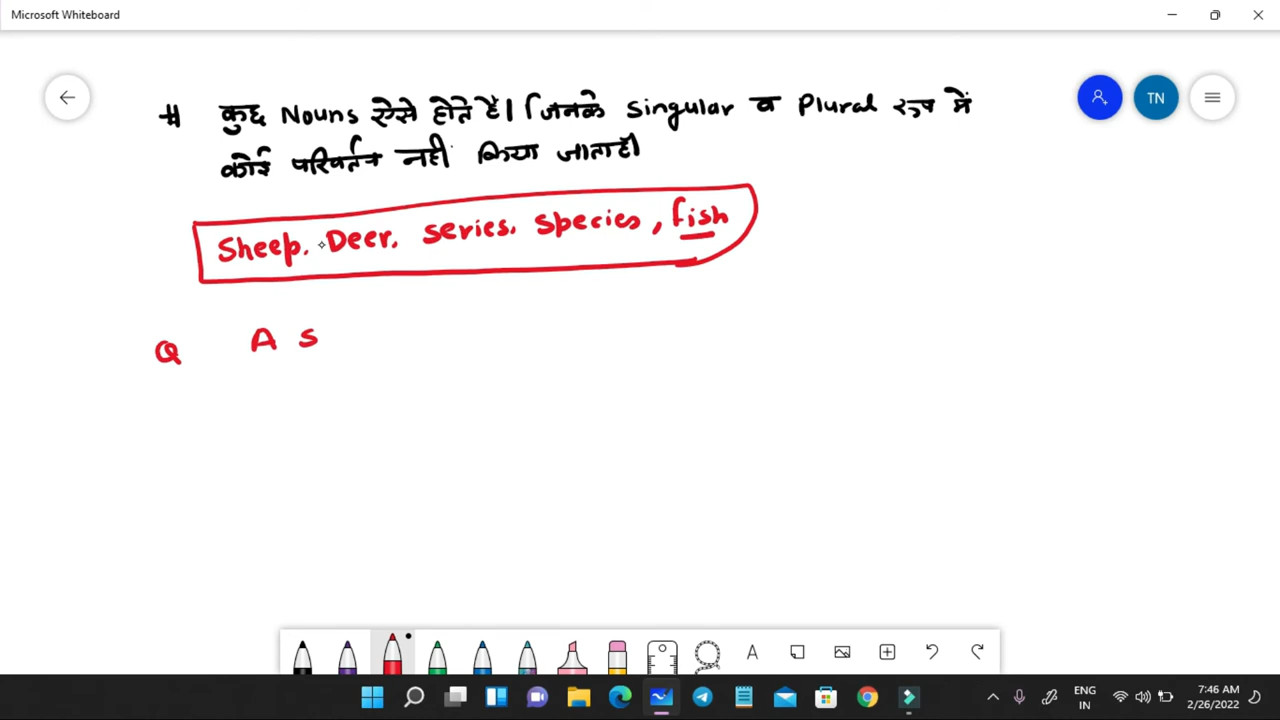 Microsoft Whiteboard
# कुछ Nouns ऐसे होते हैं। जिनके Singular व Plural रूप में
कोई परिवर्तन नही किया जाता है।
Sheep. Deer. series. Species, fish
TN
Q A s
A
ENG
IN
7:46 AM
2/26/2022